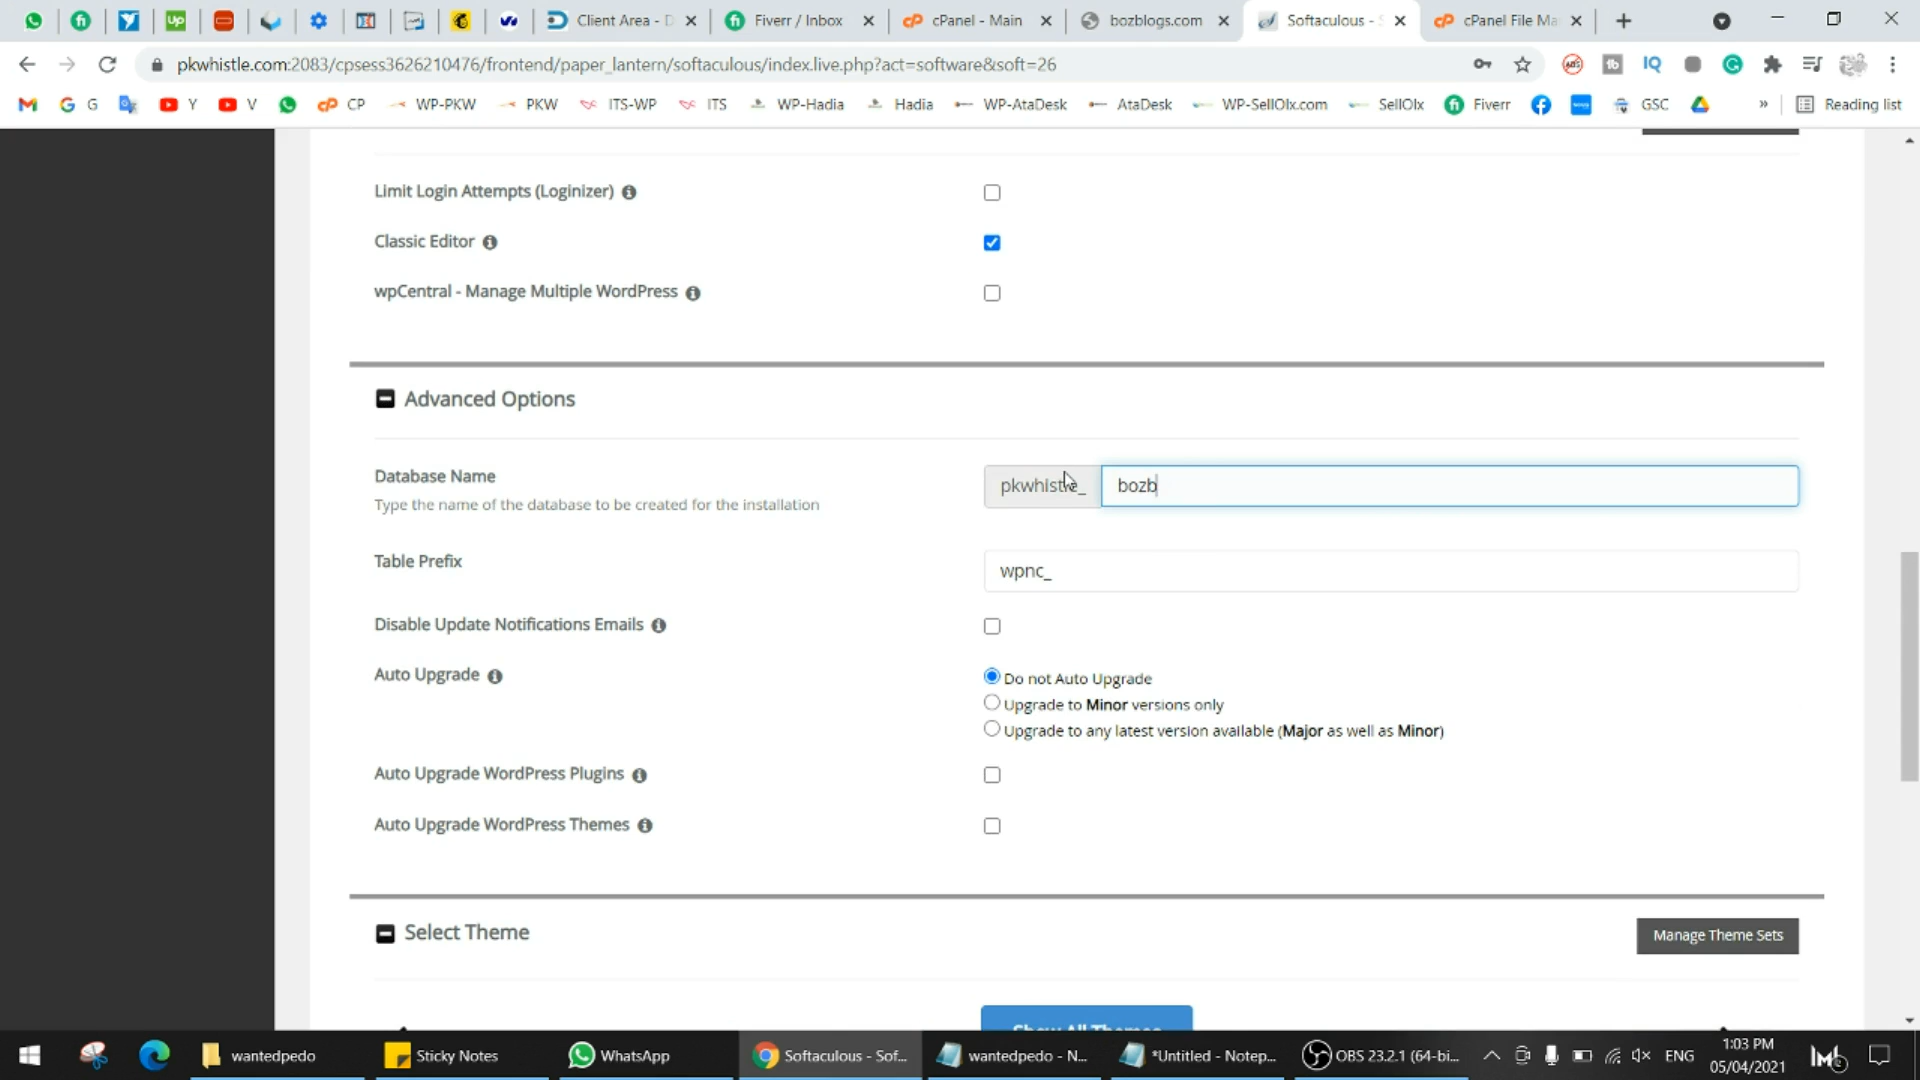 Client Area - D
Fiverr / Inbox
cPanel - Main
bozblogs.com
Softaculous - S
cPanel File Ma
pkwhistle.com:2083/cpsess3626210476/frontend/paper_lantern/softaculous/index.live.php?act=software&soft=26
G
Y
V
CP
WP-PKW
PKW
ITS-WP
ITS
WP-Hadia
Hadia
WP-AtaDesk
AtaDesk
WP-SellOlx.com
SellOlx
Fiverr
GSC
»
Reading list
Limit Login Attempts (Loginizer)
Classic Editor
wpCentral - Manage Multiple WordPress
Advanced Options
Database Name
pkwhistle_ bozb
Type the name of the database to be created for the installation
Table Prefix
wpnc_
Disable Update Notifications Emails
Auto Upgrade
Do not Auto Upgrade
Upgrade to Minor versions only
Upgrade to any latest version available (Major as well as Minor)
Auto Upgrade WordPress Plugins
Auto Upgrade WordPress Themes
Select Theme
Manage Theme Sets
Show All Themes
wantedpedo
Sticky Notes
WhatsApp
Softaculous - Sof...
wantedpedo - N...
*Untitled - Notep...
OBS 23.2.1 (64-bi...
ENG
1:03 PM
05/04/2021